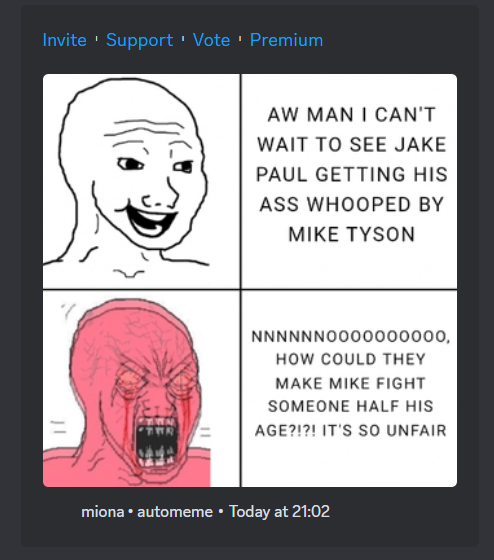 Invite ' Support ' Vote ' Premium
AW MAN I CAN'T
WAIT TO SEE JAKE
PAUL GETTING HIS
ASS WHOOPED BY
MIKE TYSON
NNNNNNOOOOOOOOOO,
HOW COULD THEY
MAKE MIKE FIGHT
SOMEONE HALF HIS
AGE?!?! IT'S SO UNFAIR
miona • automeme • Today at 21:02